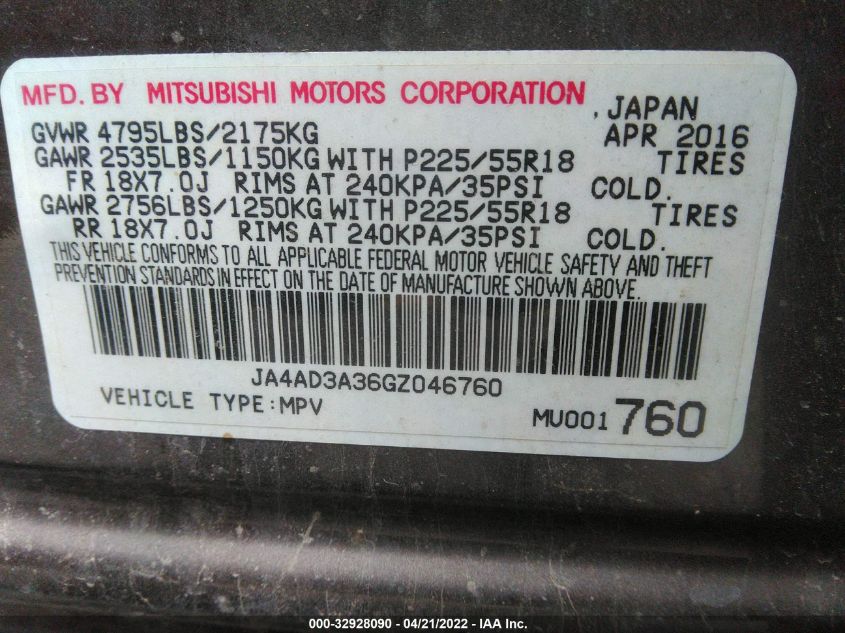 MFD. BY MITSUBISHI MOTORS CORPORATION , JAPAN
GVWR 4795LBS/2175KG APR 2016
GAWR 2535LBS/1150KG WITH P225/55R18 TIRES
FR 18X7.0J RIMS AT 240KPA/35PSI COLD.
GAWR 2756LBS/1250KG WITH P225/55R18 TIRES
RR 18X7.0J RIMS AT 240KPA/35PSI COLD.
THIS VEHICLE CONFORMS TO ALL APPLICABLE FEDERAL MOTOR VEHICLE SAFETY AND THEFT
PREVENTION STANDARDS IN EFFECT ON THE DATE OF MANUFACTURE SHOWN ABOVE.
JA4AD3A36GZ046760
VEHICLE TYPE:MPV MU001 760
000-32928090 - 04/21/2022 - IAA Inc.